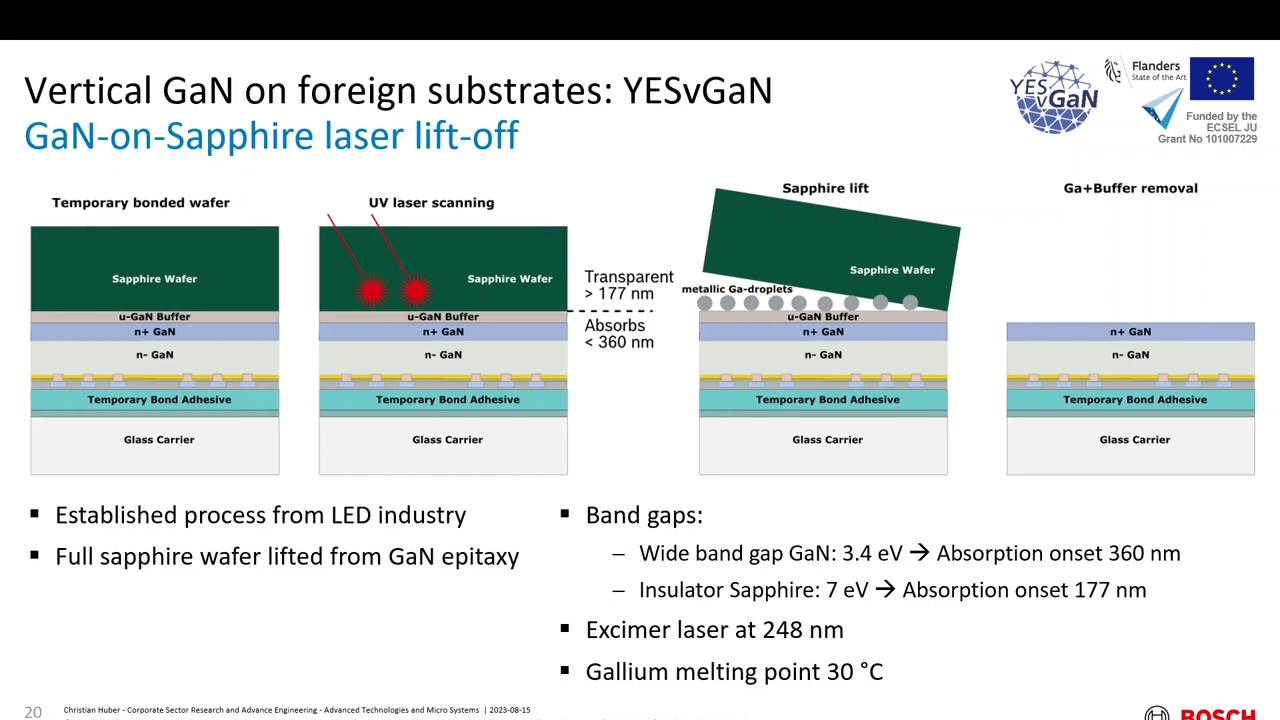 Vertical GaN on foreign substrates: YESvGaN
GaN-on-Sapphire laser lift-off
YES
vGaN
Flanders
State of the Art
Funded by the
ECSEL JU
Grant No 101007229
Temporary bonded wafer
Sapphire Wafer
u-GaN Buffer
n+ GaN
n- GaN
Temporary Bond Adhesive
Glass Carrier
UV laser scanning
Sapphire Wafer
u-GaN Buffer
n+ GaN
n- GaN
Temporary Bond Adhesive
Glass Carrier
Transparent
> 177 nm
Absorbs
< 360 nm
Sapphire lift
Sapphire Wafer
metallic Ga-droplets
u-GaN Buffer
n+ GaN
n- GaN
Temporary Bond Adhesive
Glass Carrier
Ga+Buffer removal
n+ GaN
n- GaN
Temporary Bond Adhesive
Glass Carrier
▪ Established process from LED industry
▪ Full sapphire wafer lifted from GaN epitaxy
▪ Band gaps:
– Wide band gap GaN: 3.4 eV → Absorption onset 360 nm
– Insulator Sapphire: 7 eV → Absorption onset 177 nm
▪ Excimer laser at 248 nm
▪ Gallium melting point 30 °C
20
Christian Huber - Corporate Sector Research and Advance Engineering - Advanced Technologies and Micro Systems | 2023-08-15
BOSCH